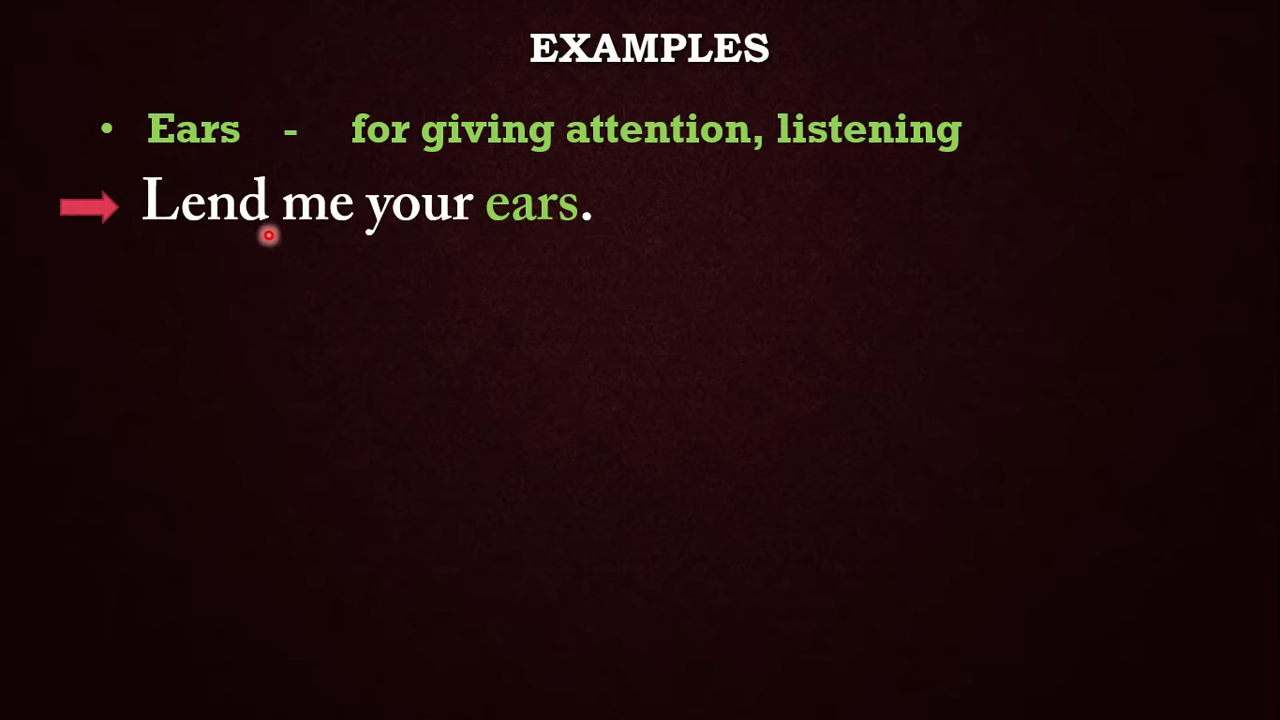 EXAMPLES
• Ears - for giving attention, listening
Lend me your ears.